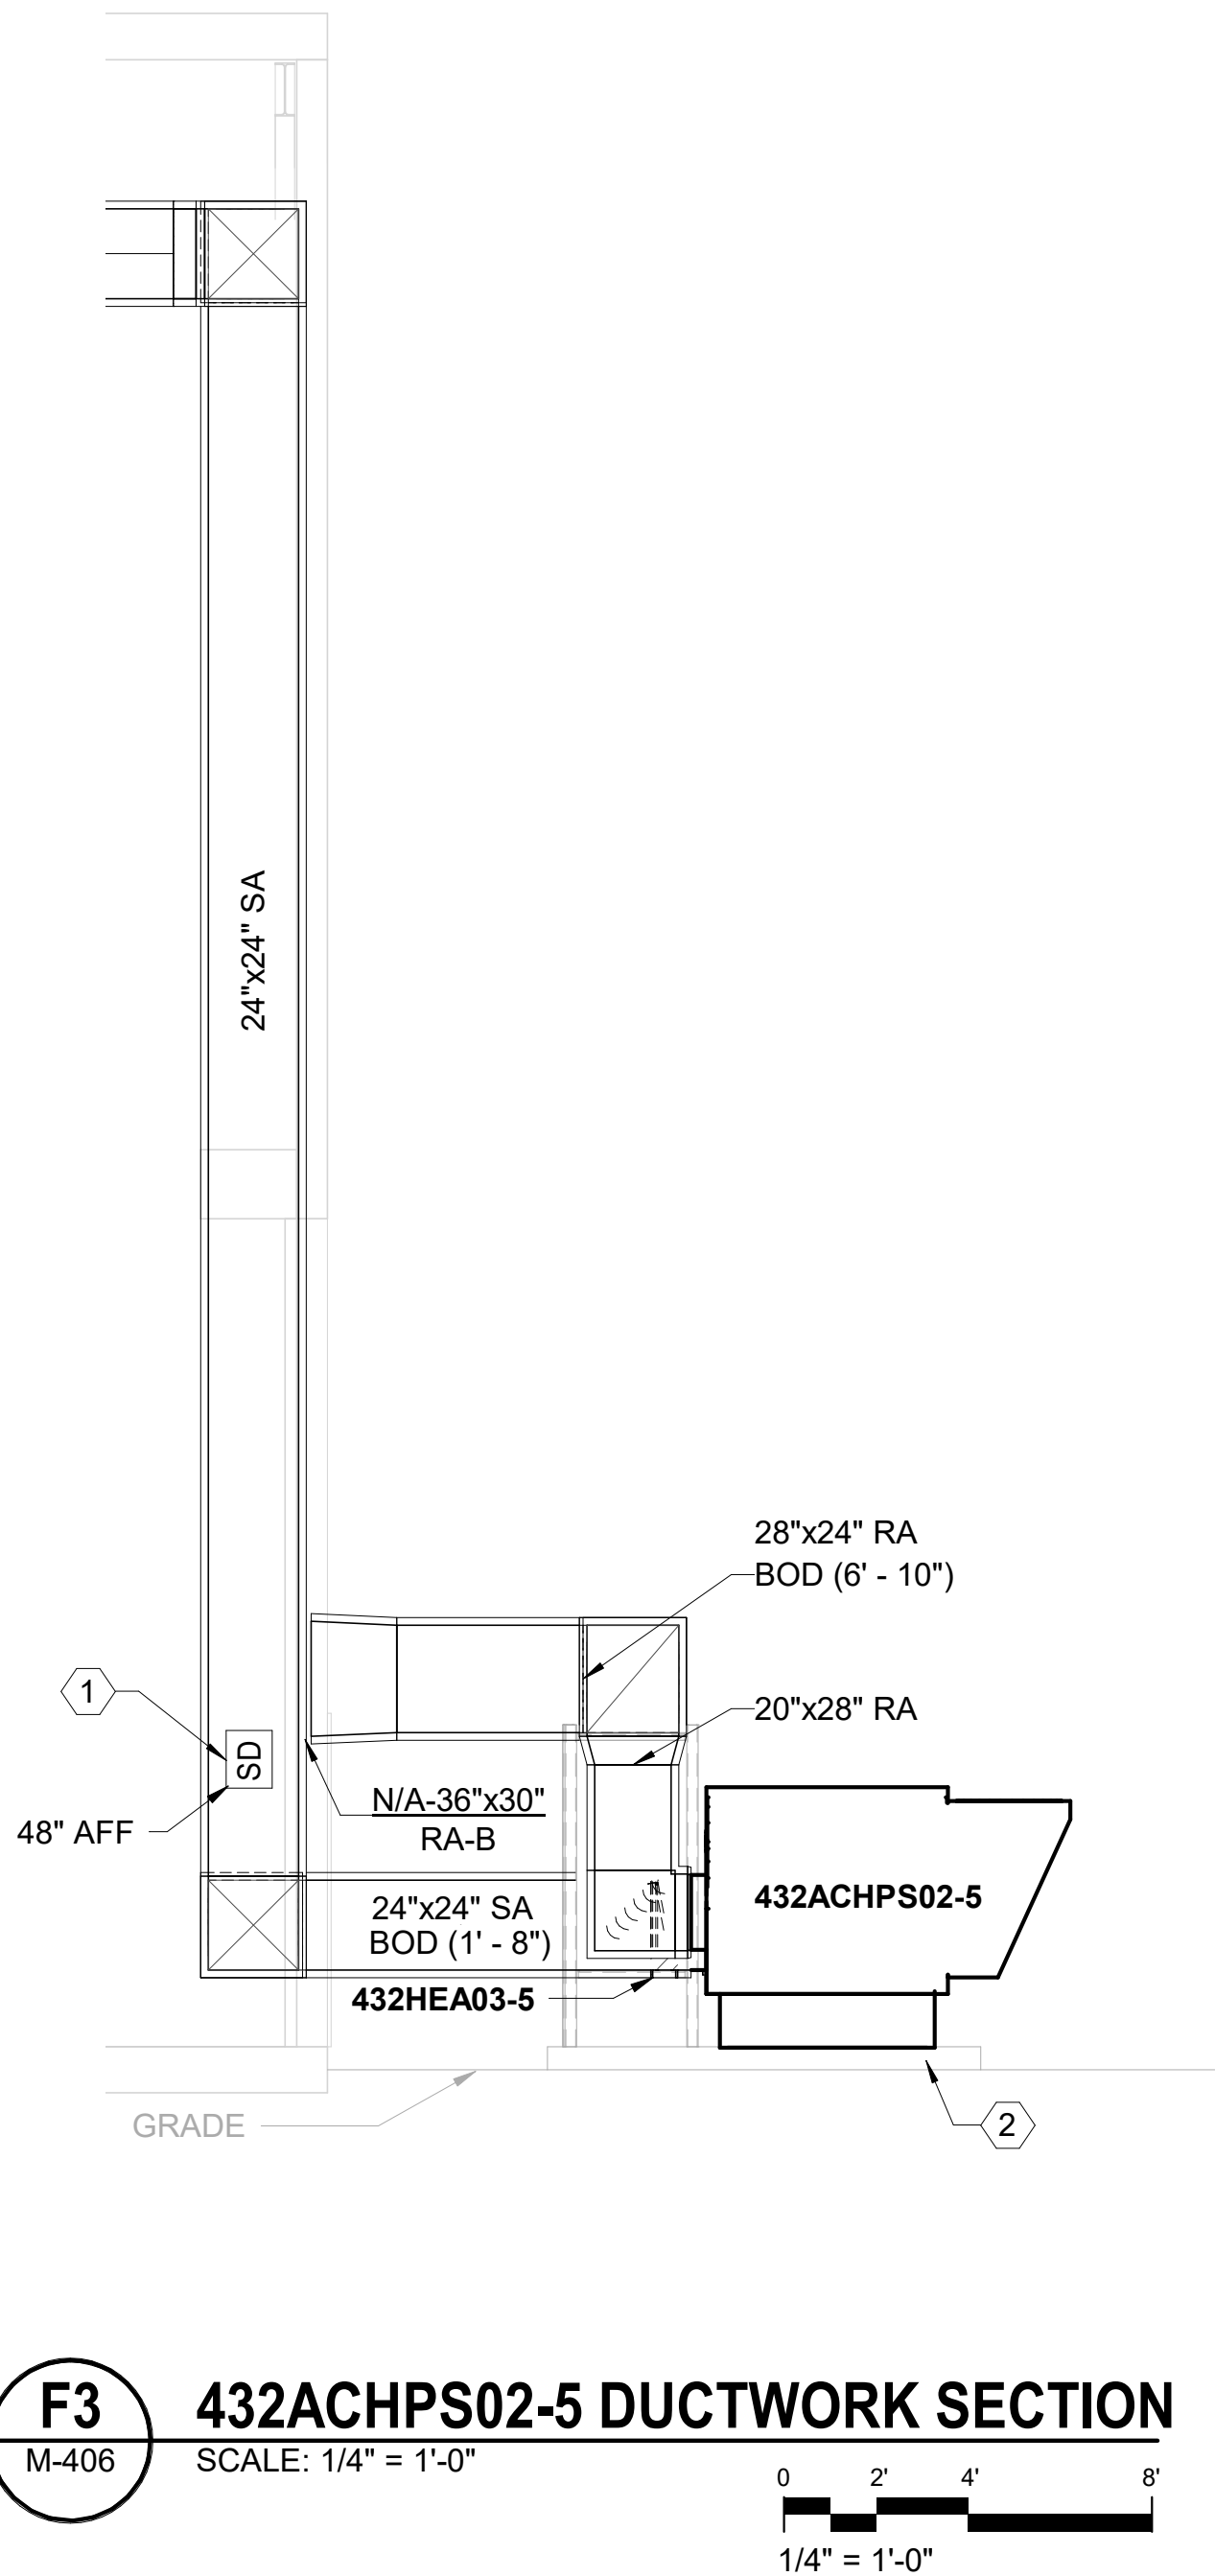 24"x24" SA
28"x24" RA
BOD (6' - 10")
1
20"x28" RA
SD
48" AFF
N/A-36"x30"
RA-B
432ACHPS02-5
24"x24" SA
BOD (1' - 8")
432HEA03-5
GRADE
2
F3
M-406
432ACHPS02-5 DUCTWORK SECTION
SCALE: 1/4" = 1'-0"
0 2' 4' 8'
1/4" = 1'-0"